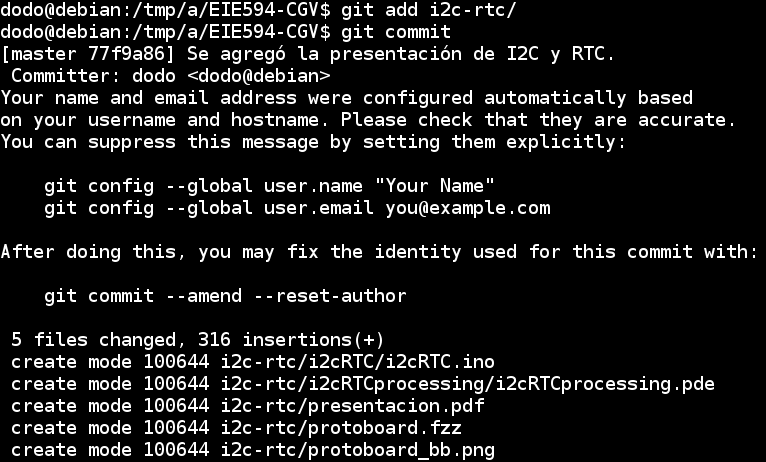 dodo@debian:/tmp/a/EIE594-CGV$ git add i2c-rtc/
dodo@debian:/tmp/a/EIE594-CGV$ git commit
[master 77f9a86] Se agregó la presentación de I2C y RTC.
 Committer: dodo <dodo@debian>
Your name and email address were configured automatically based
on your username and hostname. Please check that they are accurate.
You can suppress this message by setting them explicitly:

    git config --global user.name "Your Name"
    git config --global user.email you@example.com

After doing this, you may fix the identity used for this commit with:

    git commit --amend --reset-author

 5 files changed, 316 insertions(+)
 create mode 100644 i2c-rtc/i2cRTC/i2cRTC.ino
 create mode 100644 i2c-rtc/i2cRTCprocessing/i2cRTCprocessing.pde
 create mode 100644 i2c-rtc/presentacion.pdf
 create mode 100644 i2c-rtc/protoboard.fzz
 create mode 100644 i2c-rtc/protoboard_bb.png